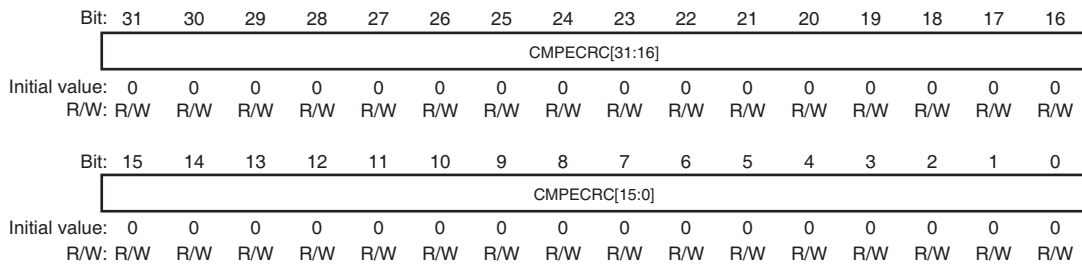 Bit: 31 30 29 28 27 26 25 24 23 22 21 20 19 18 17 16
CMPECRC[31:16]
Initial value: 0 0 0 0 0 0 0 0 0 0 0 0 0 0 0 0
R/W: R/W R/W R/W R/W R/W R/W R/W R/W R/W R/W R/W R/W R/W R/W R/W R/W
Bit: 15 14 13 12 11 10 9 8 7 6 5 4 3 2 1 0
CMPECRC[15:0]
Initial value: 0 0 0 0 0 0 0 0 0 0 0 0 0 0 0 0
R/W: R/W R/W R/W R/W R/W R/W R/W R/W R/W R/W R/W R/W R/W R/W R/W R/W